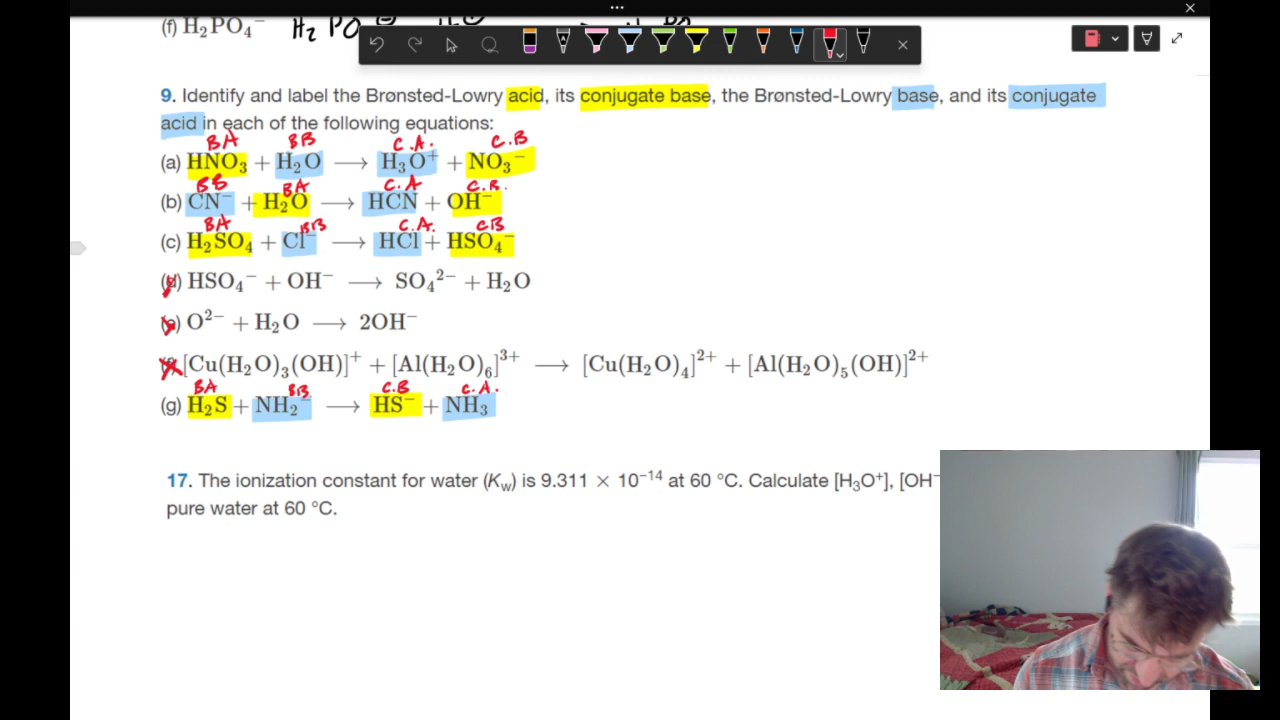 (f) H₂PO₄⁻ H₂ PO
9. Identify and label the Brønsted-Lowry acid, its conjugate base, the Brønsted-Lowry base, and its conjugate
acid in each of the following equations:
BA BB C.A. C.B
(a) HNO₃ + H₂O ⟶ H₃O⁺ + NO₃⁻
BB BA C.A C.B.
(b) CN⁻ + H₂O ⟶ HCN + OH⁻
BA BB C.A. CB
(c) H₂SO₄ + Cl⁻ ⟶ HCl + HSO₄⁻
(d) HSO₄⁻ + OH⁻ ⟶ SO₄²⁻ + H₂O
(e) O²⁻ + H₂O ⟶ 2OH⁻
[Cu(H₂O)₃(OH)]⁺ + [Al(H₂O)₆]³⁺ ⟶ [Cu(H₂O)₄]²⁺ + [Al(H₂O)₅(OH)]²⁺
BA BB C.B C.A.
(g) H₂S + NH₂⁻ ⟶ HS⁻ + NH₃
17. The ionization constant for water (Kw) is 9.311 × 10⁻¹⁴ at 60 °C. Calculate [H₃O⁺], [OH⁻
pure water at 60 °C.